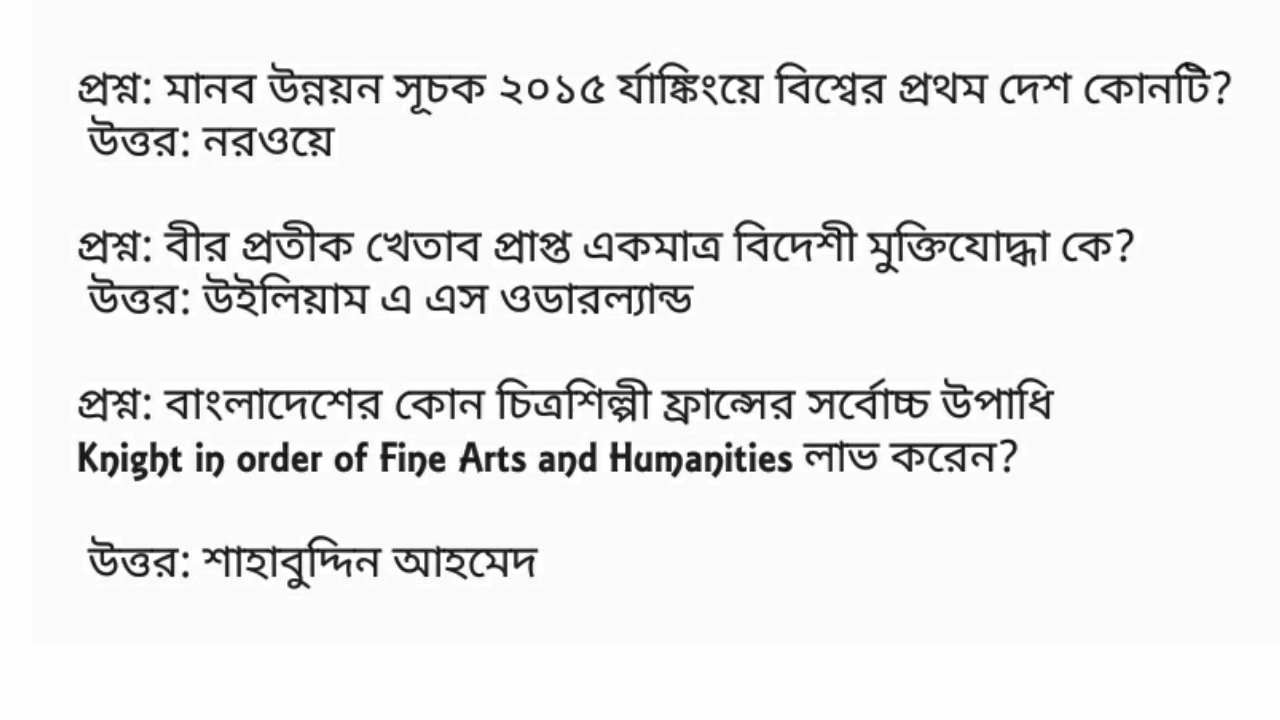 প্রশ্ন: মানব উন্নয়ন সূচক ২০১৫ র্যাঙ্কিংয়ে বিশ্বের প্রথম দেশ কোনটি?
উত্তর: নরওয়ে
প্রশ্ন: বীর প্রতীক খেতাব প্রাপ্ত একমাত্র বিদেশী মুক্তিযোদ্ধা কে?
উত্তর: উইলিয়াম এ এস ওডারল্যান্ড
প্রশ্ন: বাংলাদেশের কোন চিত্রশিল্পী ফ্রান্সের সর্বোচ্চ উপাধি
Knight in order of Fine Arts and Humanities লাভ করেন?
উত্তর: শাহাবুদ্দিন আহমেদ